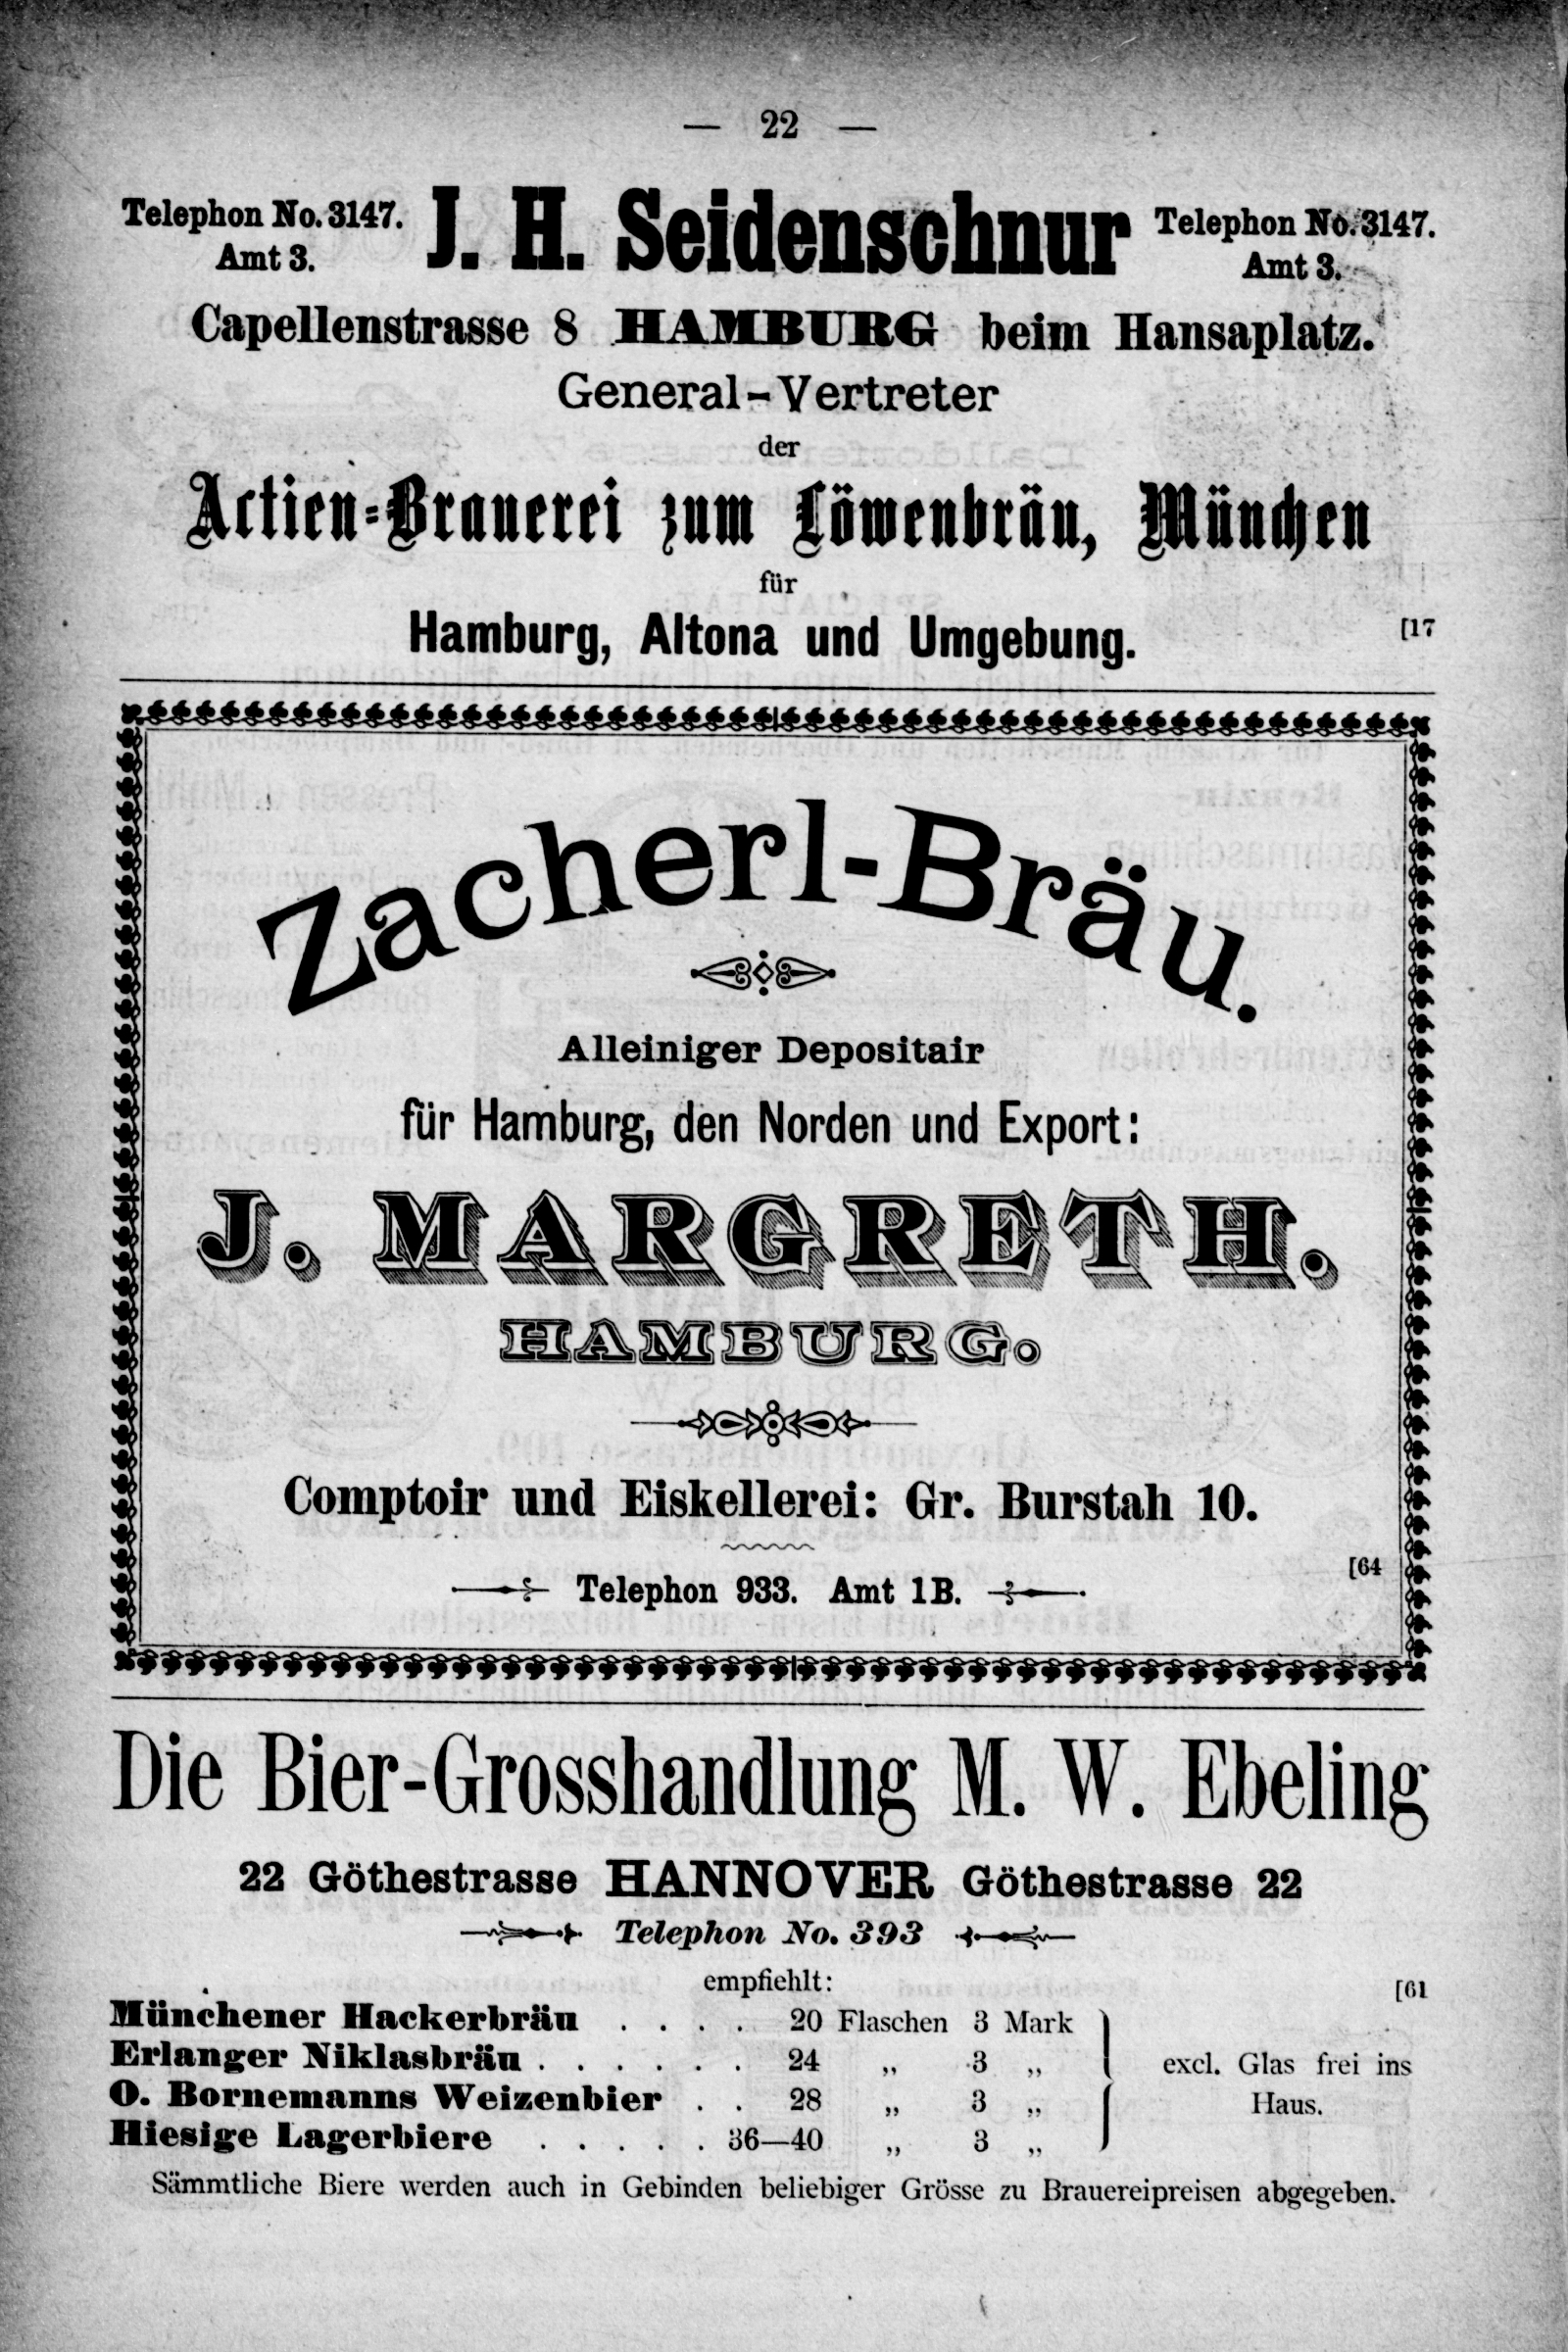 — 22 —
Telephon No. 3147. J. H. Seidenschnur Telephon No. 3147.
Amt 3. Amt 3.
Capellenstrasse 8 HAMBURG beim Hansaplatz.
General-Vertreter
der
Actien-Brauerei zum Löwenbräu, München
für
Hamburg, Altona und Umgebung. [17
Zacherl-Bräu.
Alleiniger Depositair
für Hamburg, den Norden und Export:
J. MARGRETH.
HAMBURG.
Comptoir und Eiskellerei: Gr. Burstah 10.
[64
Telephon 933. Amt 1B.
Die Bier-Grosshandlung M. W. Ebeling
22 Göthestrasse HANNOVER Göthestrasse 22
Telephon No. 393
empfiehlt: [61
Münchener Hackerbräu . . . . 20 Flaschen 3 Mark
Erlanger Niklasbräu . . . . . . 24 „ 3 „ excl. Glas frei ins
O. Bornemanns Weizenbier . . 28 „ 3 „ Haus.
Hiesige Lagerbiere . . . . . 36—40 „ 3 „
Sämmtliche Biere werden auch in Gebinden beliebiger Grösse zu Brauereipreisen abgegeben.